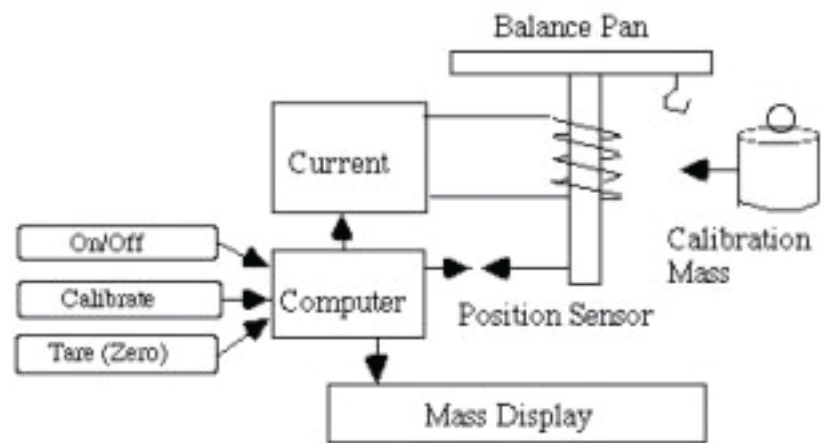 Balance Pan
Current
On/Off
Calibrate
Tare (Zero)
Computer
Position Sensor
Calibration
Mass
Mass Display